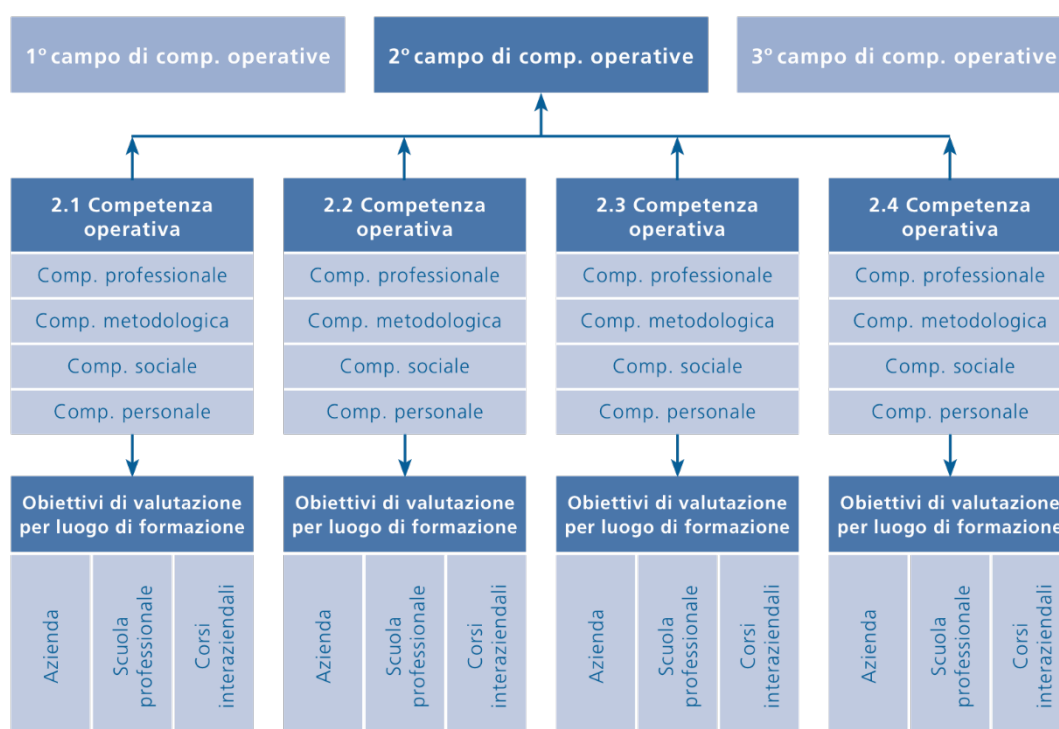 1° campo di comp. operative
2° campo di comp. operative
3° campo di comp. operative
2.1 Competenza
operativa
Comp. professionale
Comp. metodologica
Comp. sociale
Comp. personale
2.2 Competenza
operativa
Comp. professionale
Comp. metodologica
Comp. sociale
Comp. personale
2.3 Competenza
operativa
Comp. professionale
Comp. metodologica
Comp. sociale
Comp. personale
2.4 Competenza
operativa
Comp. professionale
Comp. metodologica
Comp. sociale
Comp. personale
Obiettivi di valutazione
per luogo di formazione
Azienda
Scuola
professionale
Corsi
interaziendali
Obiettivi di valutazione
per luogo di formazione
Azienda
Scuola
professionale
Corsi
interaziendali
Obiettivi di valutazione
per luogo di formazione
Azienda
Scuola
professionale
Corsi
interaziendali
Obiettivi di valutazione
per luogo di formazione
Azienda
Scuola
professionale
Corsi
interaziendali